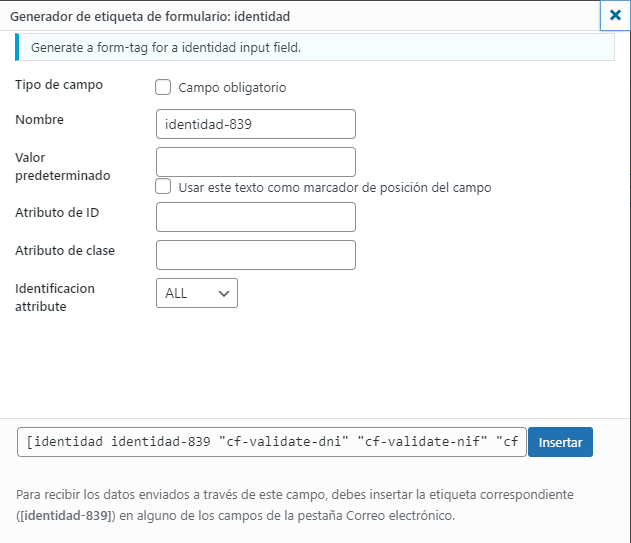 Generador de etiqueta de formulario: identidad
Generate a form-tag for a identidad input field.
Tipo de campo
Campo obligatorio
Nombre
identidad-839
Valor
predeterminado
Usar este texto como marcador de posición del campo
Atributo de ID
Atributo de clase
Identificacion
attribute
ALL
[identidad identidad-839 "cf-validate-dni" "cf-validate-nif" "cf
Insertar
Para recibir los datos enviados a través de este campo, debes insertar la etiqueta correspondiente
([identidad-839]) en alguno de los campos de la pestaña Correo electrónico.